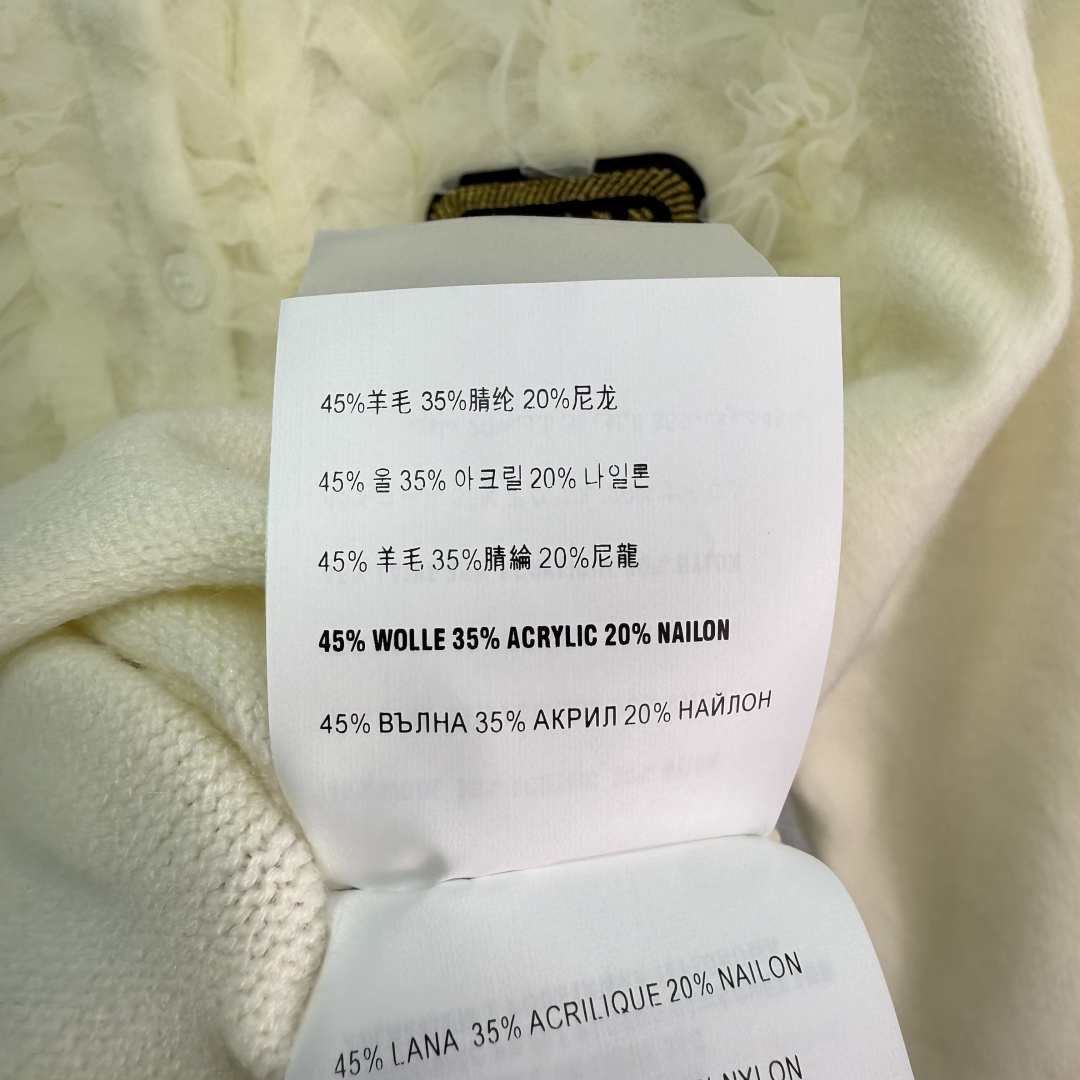 45%羊毛 35%腈纶 20%尼龙
45% 울 35% 아크릴 20% 나일론
45% 羊毛 35%腈綸 20%尼龍
45% WOLLE 35% ACRYLIC 20% NAILON
45% ВЪЛНА 35% АКРИЛ 20% НАЙЛОН
45% LANA 35% ACRILIQUE 20% NAILON
NYLON